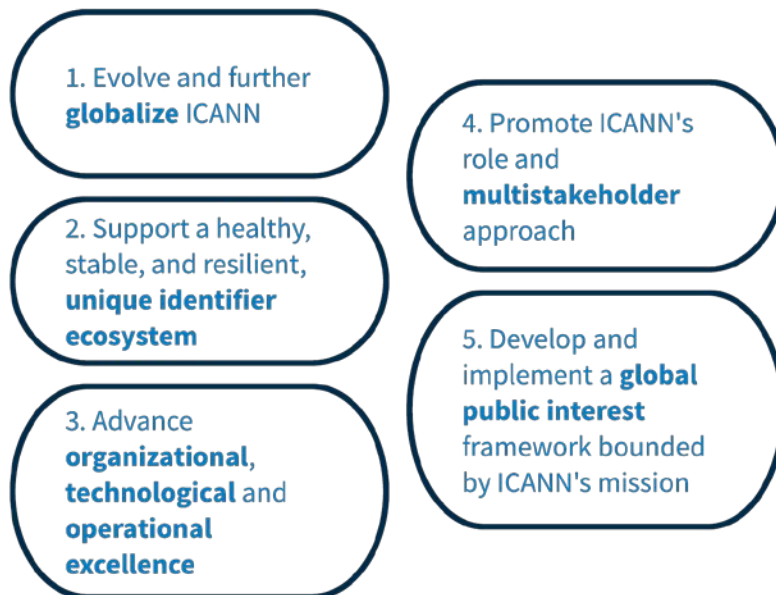 1. Evolve and further
globalize ICANN
2. Support a healthy,
stable, and resilient,
unique identifier
ecosystem
3. Advance
organizational,
technological and
operational
excellence
4. Promote ICANN's
role and
multistakeholder
approach
5. Develop and
implement a global
public interest
framework bounded
by ICANN's mission